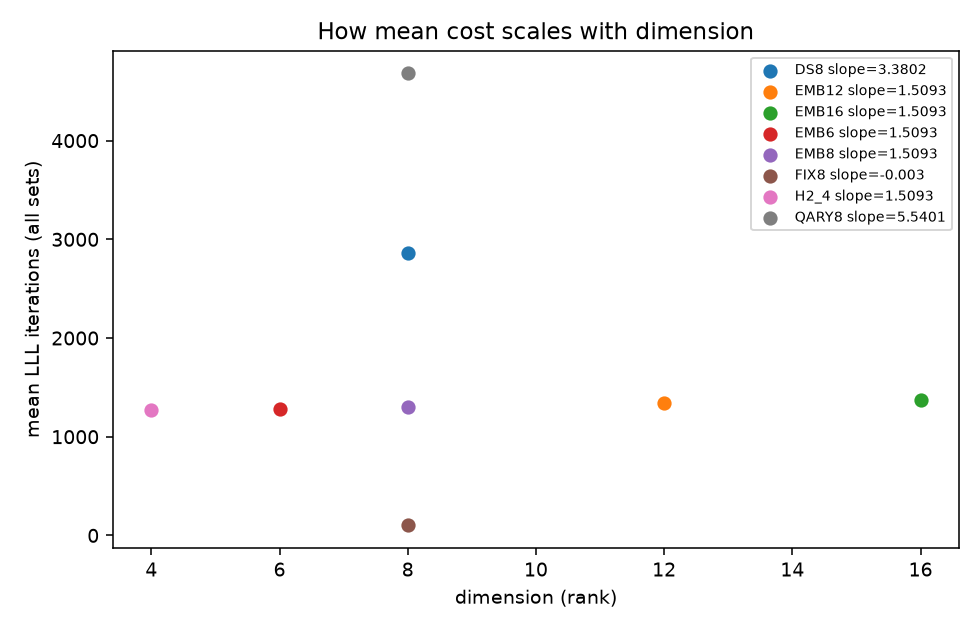 How mean cost scales with dimension
mean LLL iterations (all sets)
4000
3000
2000
1000
0
DS8 slope=3.3802
EMB12 slope=1.5093
EMB16 slope=1.5093
EMB6 slope=1.5093
EMB8 slope=1.5093
FIX8 slope=-0.003
H2_4 slope=1.5093
QARY8 slope=5.5401
4 6 8 10 12 14 16
dimension (rank)